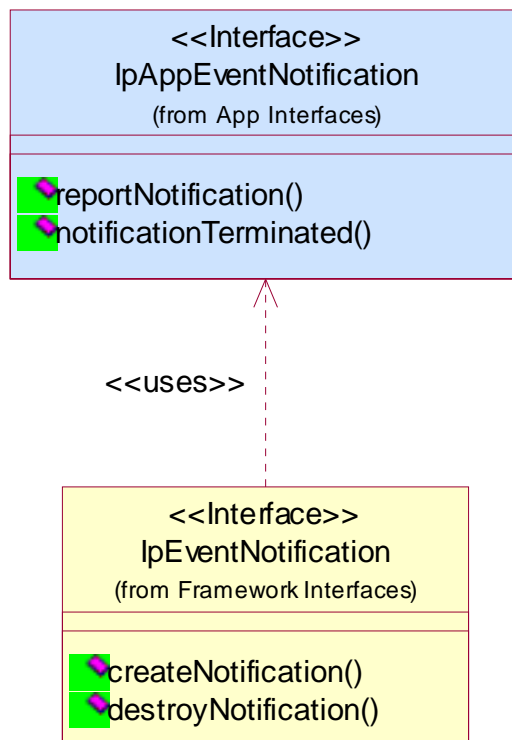 <<Interface>>
IpAppEventNotification
(from App Interfaces)
reportNotification()
notificationTerminated()
<<uses>>
<<Interface>>
IpEventNotification
(from Framework Interfaces)
createNotification()
destroyNotification()